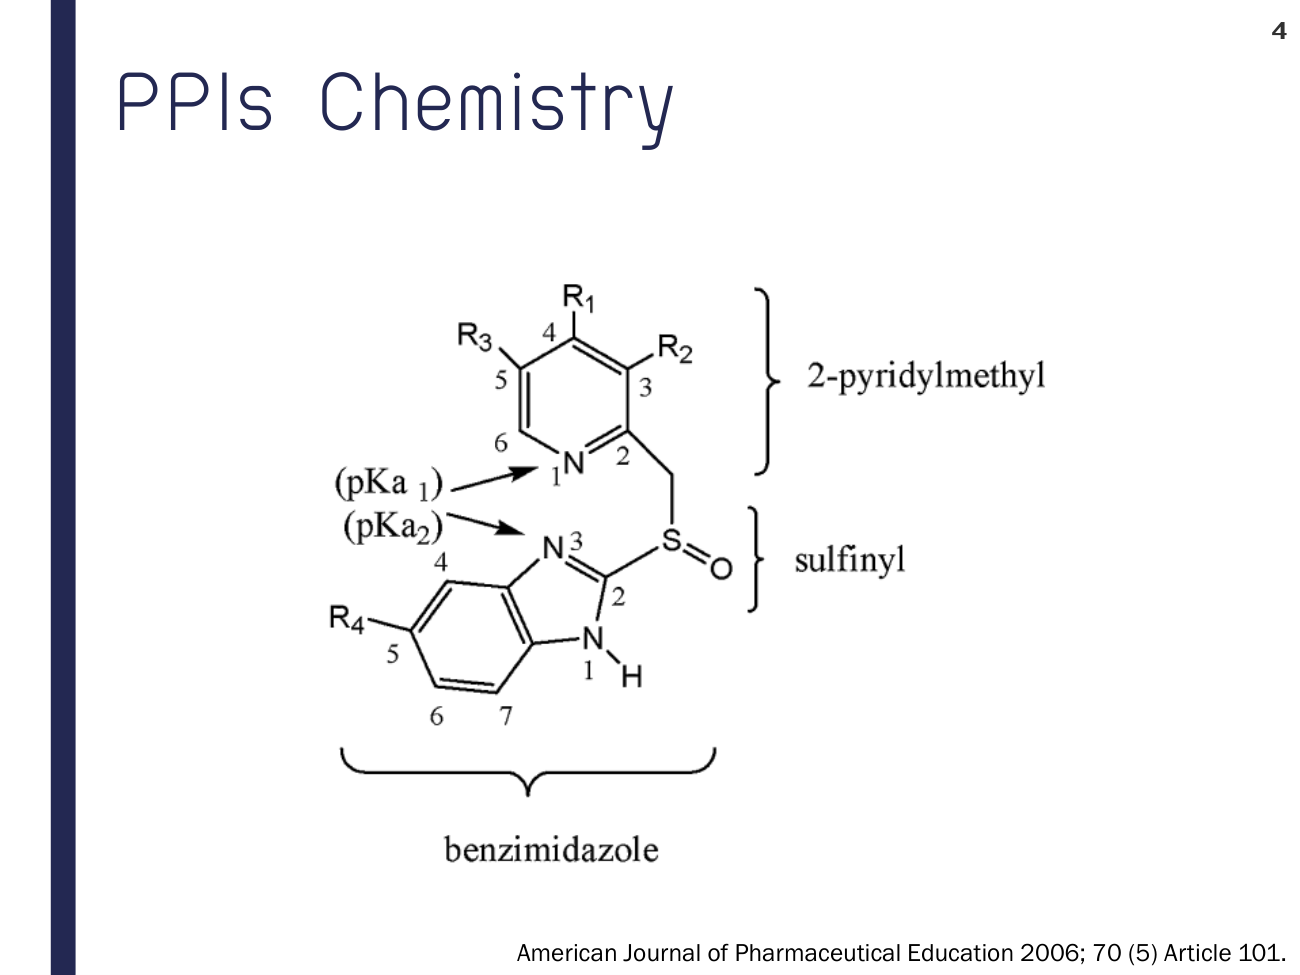 4
PPIs Chemistry
R1
R3
4
R2
5
3
2-pyridylmethyl
6
N
2
1
(pKa 1)
(pKa2)
N
3
S
O
sulfinyl
4
2
R4
N
5
1
H
6
7
benzimidazole
American Journal of Pharmaceutical Education 2006; 70 (5) Article 101.